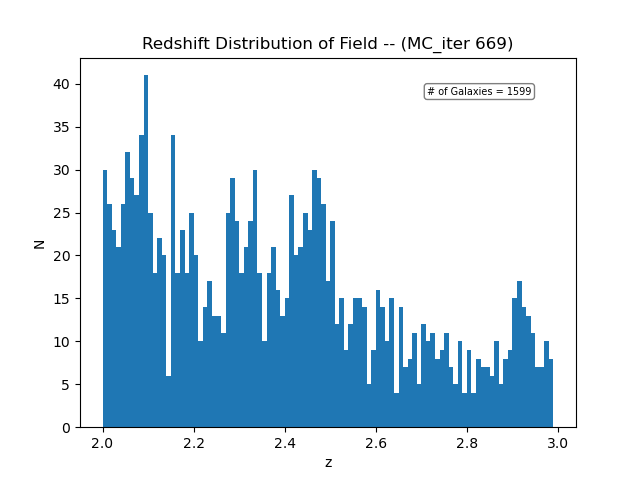 Redshift Distribution of Field -- (MC_iter 669)
# of Galaxies = 1599
40
35
30
25
20
15
10
5
0
N
2.0 2.2 2.4 2.6 2.8 3.0
z